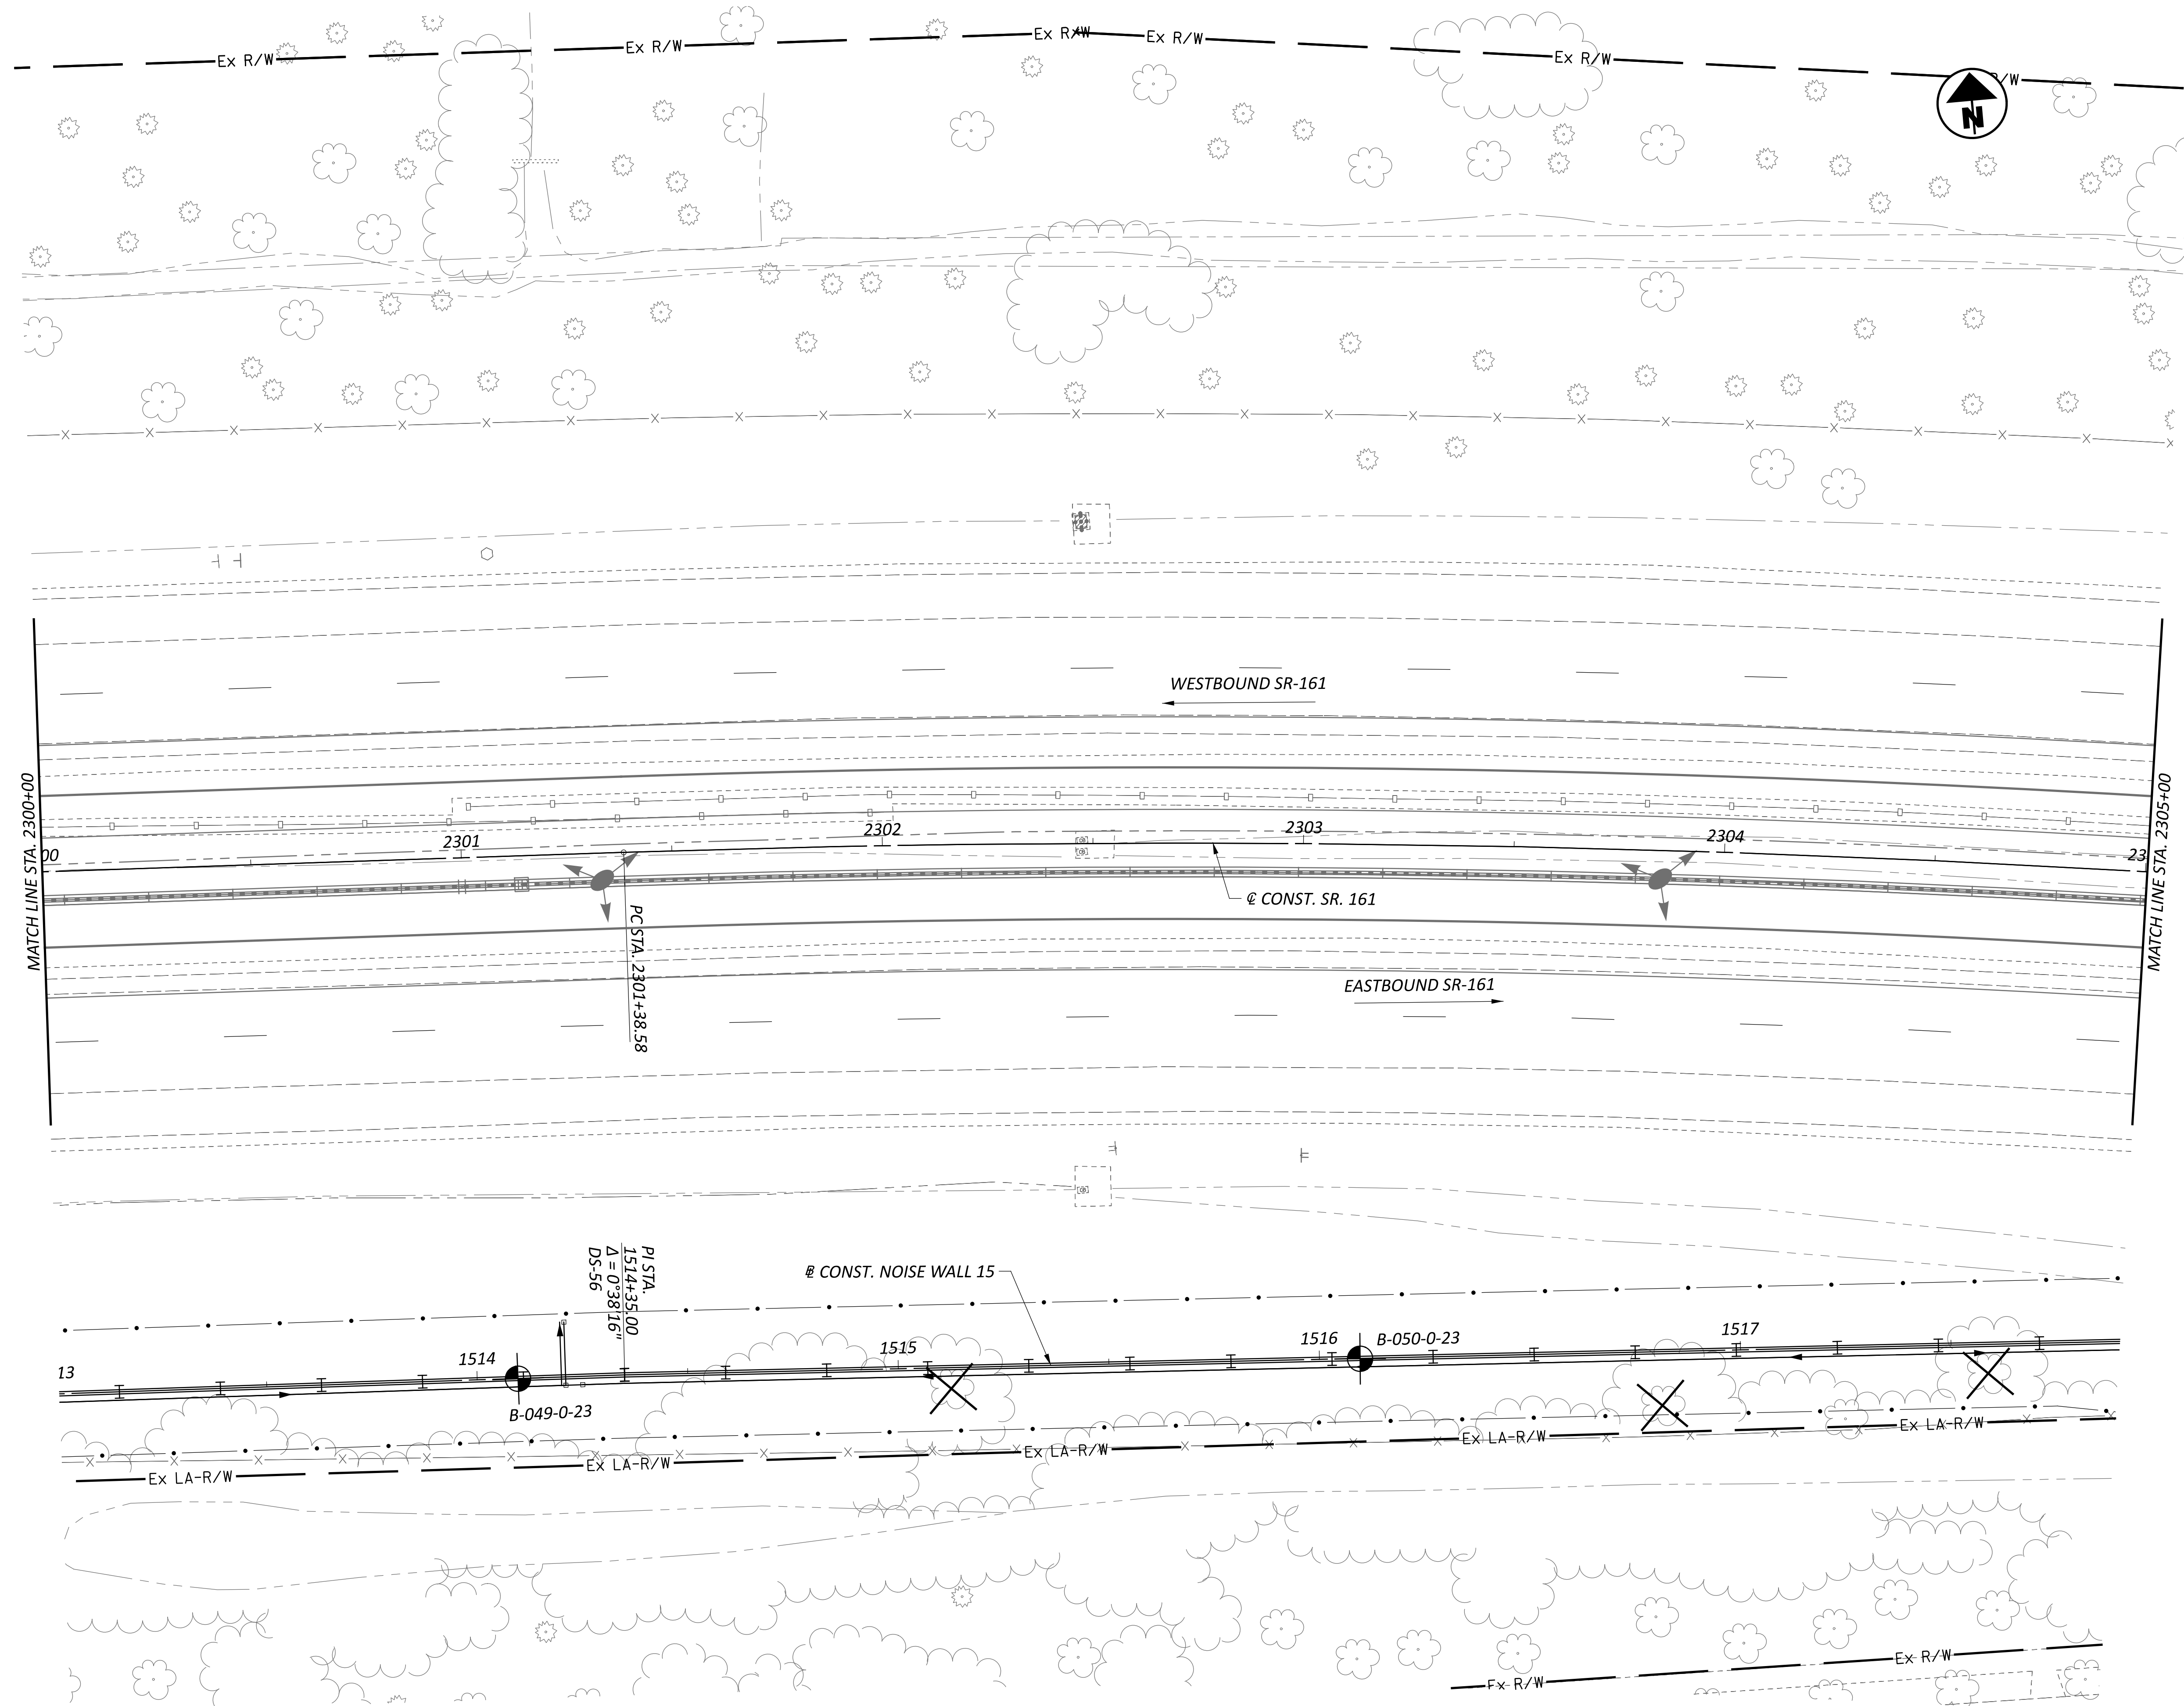 Ex R/W
Ex R/W
Ex R/W
Ex R/W
Ex R/W
R/W
N
WESTBOUND SR-161
MATCH LINE STA. 2300+00
MATCH LINE STA. 2305+00
00
2301
2302
2303
2304
23
℄ CONST. SR. 161
PC STA. 2301+38.58
EASTBOUND SR-161
PI STA.
1514+35.00
Δ = 0°38'16"
DS-56
CONST. NOISE WALL 15
13
1514
1515
1516
1517
B-049-0-23
B-050-0-23
Ex LA-R/W
Ex LA-R/W
Ex LA-R/W
Ex LA-R/W
Ex LA-R/W
Ex R/W
Ex R/W